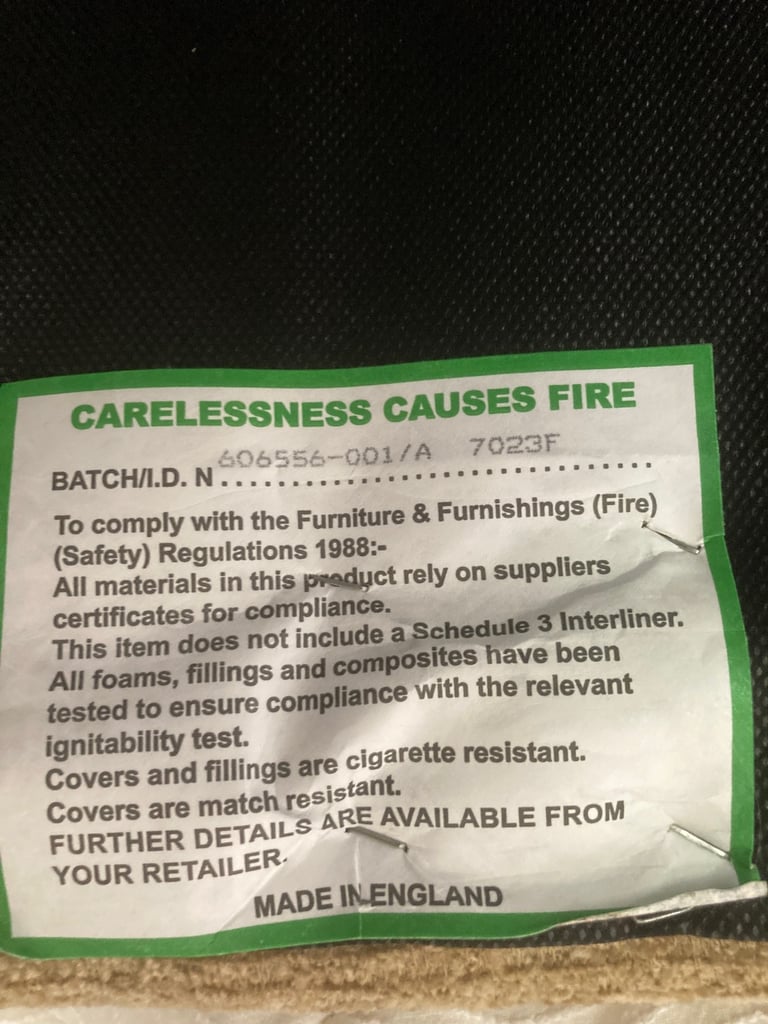 CARELESSNESS CAUSES FIRE
606556-001/A 7023F
BATCH/I.D. N..............................
To comply with the Furniture & Furnishings (Fire)
(Safety) Regulations 1988:-
All materials in this product rely on suppliers
certificates for compliance.
This item does not include a Schedule 3 Interliner.
All foams, fillings and composites have been
tested to ensure compliance with the relevant
ignitability test.
Covers and fillings are cigarette resistant.
Covers are match resistant.
FURTHER DETAILS ARE AVAILABLE FROM
YOUR RETAILER.
MADE IN ENGLAND